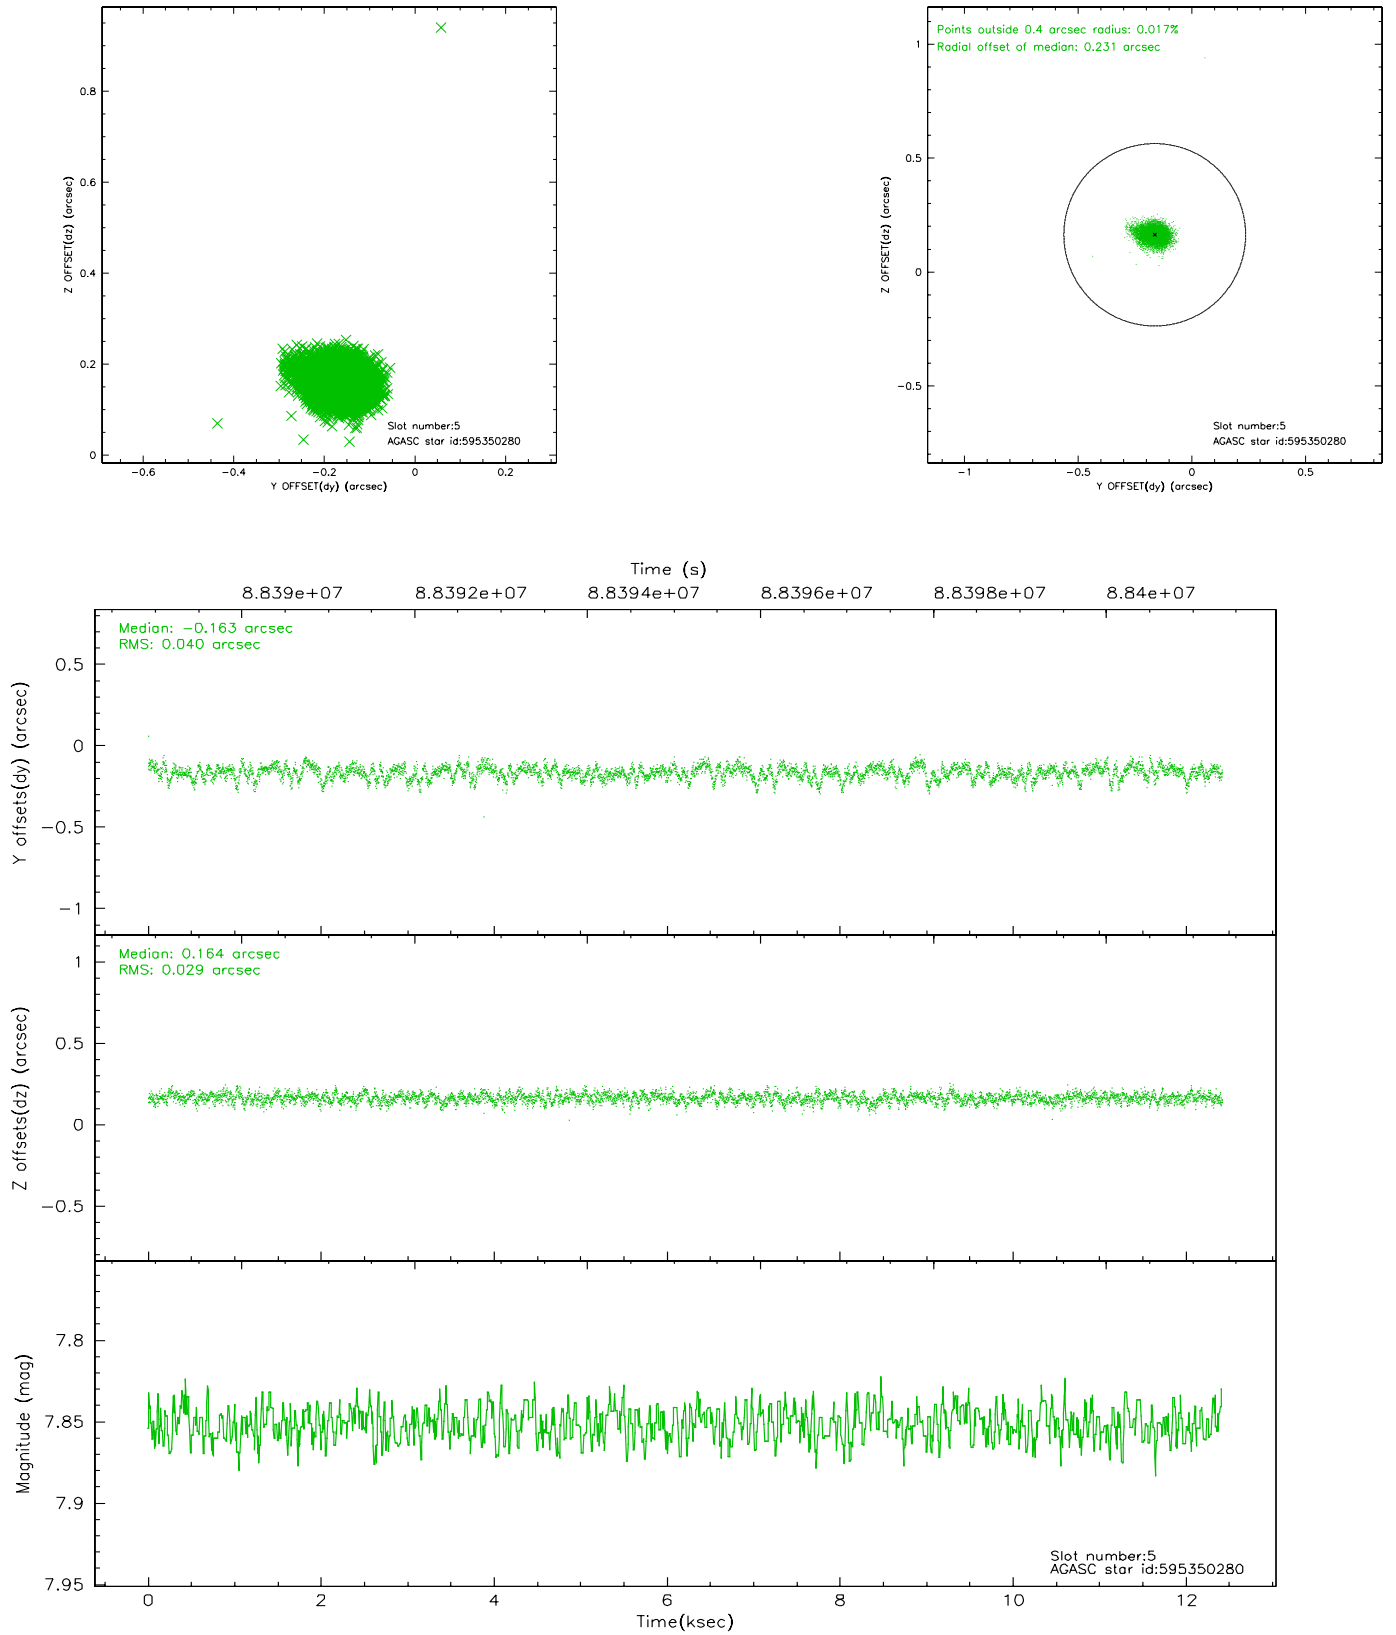 0.8
0.6
0.4
0.2
0
−0.6
−0.4
−0.2
0
0.2
Z OFFSET(dz) (arcsec)
Y OFFSET(dy) (arcsec)
Slot number:5
AGASC star id:595350280
Points outside 0.4 arcsec radius: 0.017%
Radial offset of median: 0.231 arcsec
1
0.5
0
−0.5
−1
−0.5
0
0.5
Z OFFSET(dz) (arcsec)
Y OFFSET(dy) (arcsec)
Slot number:5
AGASC star id:595350280
Time (s)
8.839e+07
8.8392e+07
8.8394e+07
8.8396e+07
8.8398e+07
8.84e+07
Median: −0.163 arcsec
RMS: 0.040 arcsec
0.5
0
−0.5
−1
Y offsets(dy) (arcsec)
Median: 0.164 arcsec
RMS: 0.029 arcsec
1
0.5
0
−0.5
Z offsets(dz) (arcsec)
7.8
7.85
7.9
7.95
Magnitude (mag)
Slot number:5
AGASC star id:595350280
0
2
4
6
8
10
12
Time(ksec)